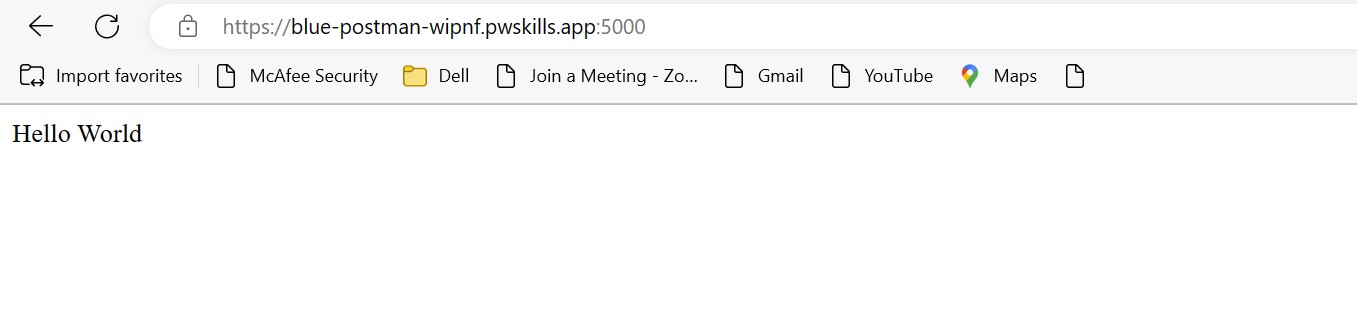 https://blue-postman-wipnf.pwskills.app:5000
Import favorites McAfee Security Dell Join a Meeting - Zo... Gmail YouTube Maps
Hello World